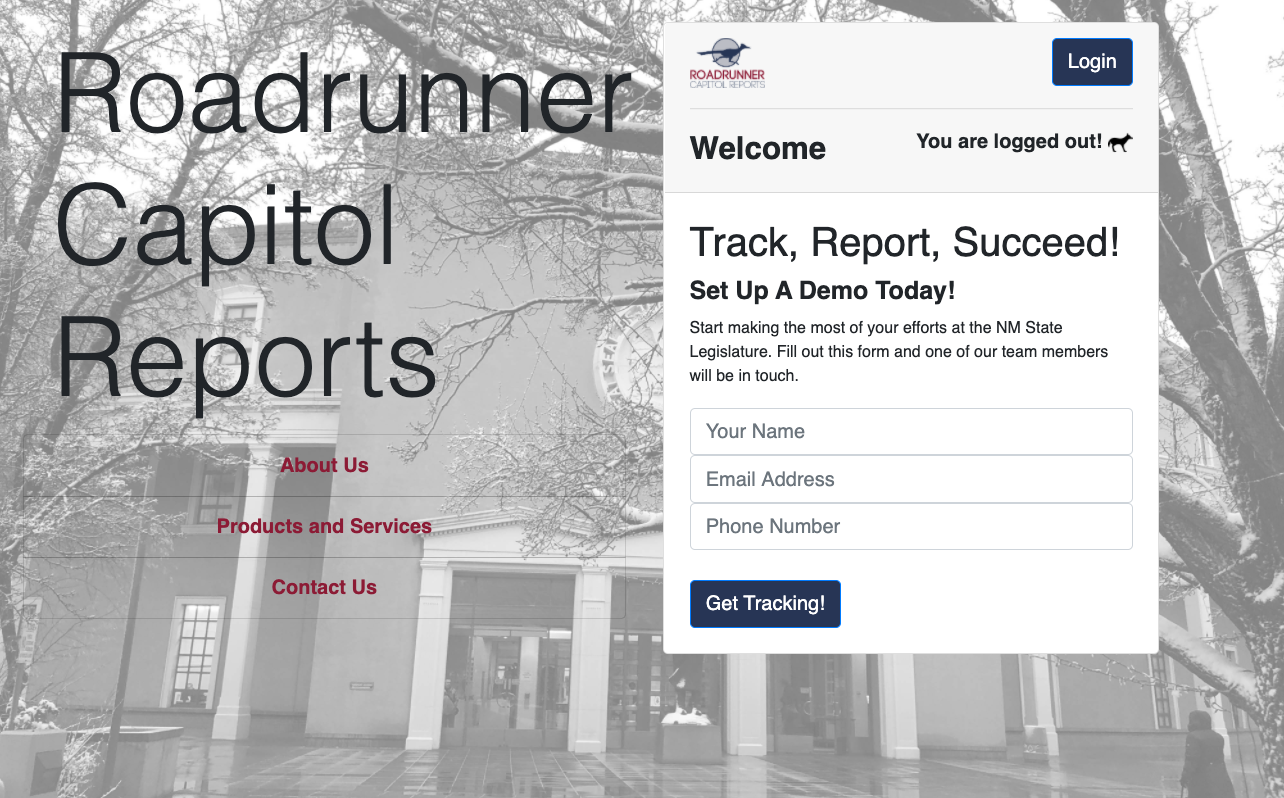 Roadrunner
Capitol
Reports
About Us
Products and Services
Contact Us
ROADRUNNER
CAPITOL REPORTS
Login
Welcome
You are logged out!
Track, Report, Succeed!
Set Up A Demo Today!
Start making the most of your efforts at the NM State
Legislature. Fill out this form and one of our team members
will be in touch.
Your Name
Email Address
Phone Number
Get Tracking!